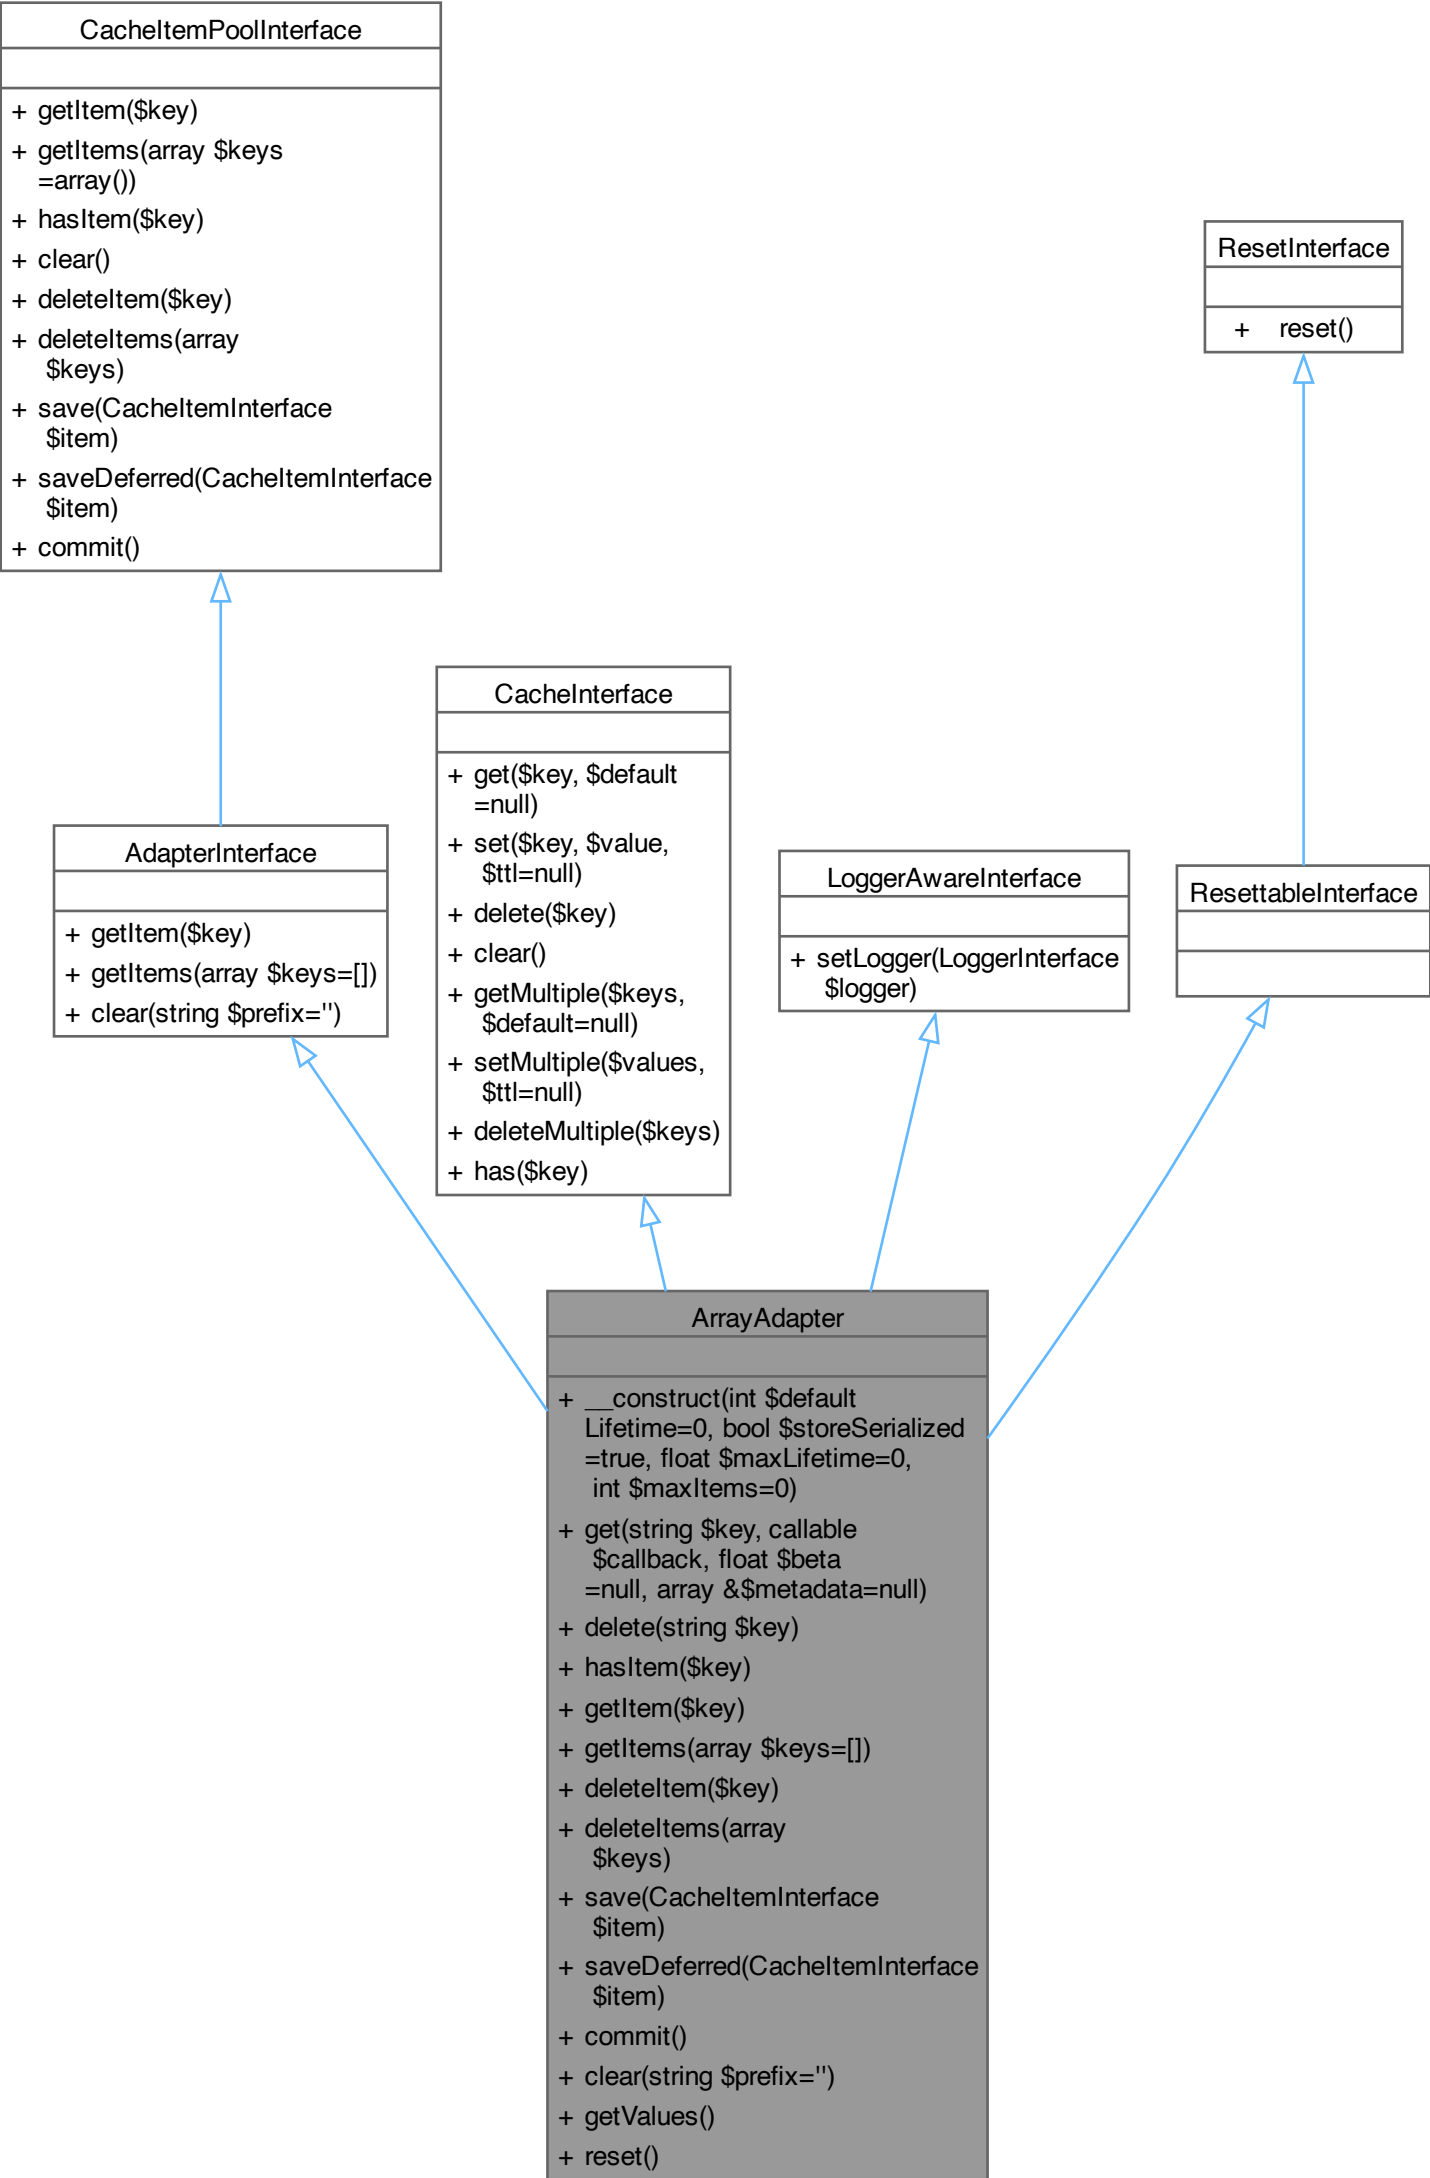 CacheItemPoolInterface
+ getItem($key)
+ getItems(array $keys
=array())
+ hasItem($key)
+ clear()
+ deleteItem($key)
+ deleteItems(array
$keys)
+ save(CacheItemInterface
$item)
+ saveDeferred(CacheItemInterface
$item)
+ commit()
ResetInterface
+ reset()
AdapterInterface
+ getItem($key)
+ getItems(array $keys=[])
+ clear(string $prefix='')
CacheInterface
+ get($key, $default
=null)
+ set($key, $value,
$ttl=null)
+ delete($key)
+ clear()
+ getMultiple($keys,
$default=null)
+ setMultiple($values,
$ttl=null)
+ deleteMultiple($keys)
+ has($key)
LoggerAwareInterface
+ setLogger(LoggerInterface
$logger)
ResettableInterface
ArrayAdapter
+ __construct(int $default
Lifetime=0, bool $storeSerialized
=true, float $maxLifetime=0,
int $maxItems=0)
+ get(string $key, callable
$callback, float $beta
=null, array &$metadata=null)
+ delete(string $key)
+ hasItem($key)
+ getItem($key)
+ getItems(array $keys=[])
+ deleteItem($key)
+ deleteItems(array
$keys)
+ save(CacheItemInterface
$item)
+ saveDeferred(CacheItemInterface
$item)
+ commit()
+ clear(string $prefix='')
+ getValues()
+ reset()